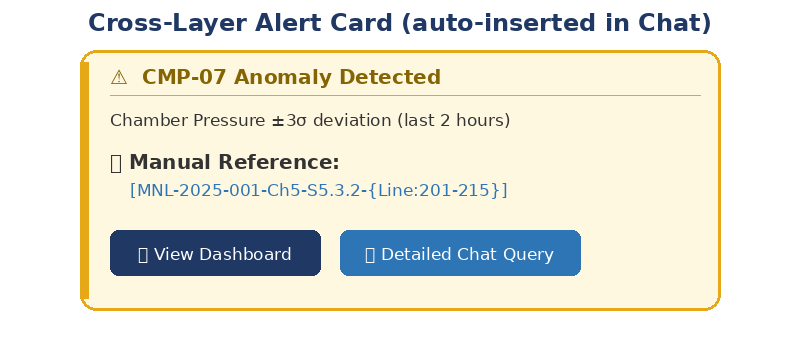 Cross-Layer Alert Card (auto-inserted in Chat)
⚠ CMP-07 Anomaly Detected
Chamber Pressure ±3σ deviation (last 2 hours)
Manual Reference:
[MNL-2025-001-Ch5-S5.3.2-{Line:201-215}]
View Dashboard
Detailed Chat Query